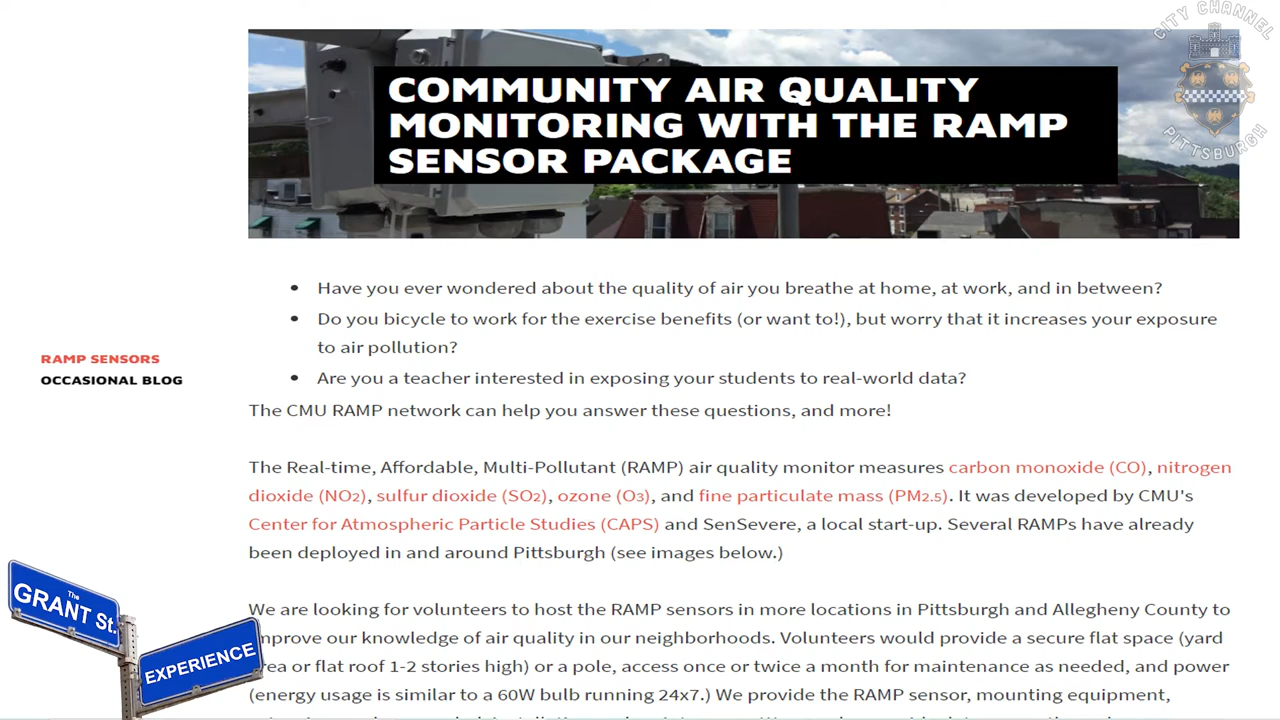 CITY CHANNEL
PITTSBURGH
COMMUNITY AIR QUALITY
MONITORING WITH THE RAMP
SENSOR PACKAGE
• Have you ever wondered about the quality of air you breathe at home, at work, and in between?
• Do you bicycle to work for the exercise benefits (or want to!), but worry that it increases your exposure
to air pollution?
• Are you a teacher interested in exposing your students to real-world data?
RAMP SENSORS
OCCASIONAL BLOG
The CMU RAMP network can help you answer these questions, and more!
The Real-time, Affordable, Multi-Pollutant (RAMP) air quality monitor measures carbon monoxide (CO), nitrogen
dioxide (NO2), sulfur dioxide (SO2), ozone (O3), and fine particulate mass (PM2.5). It was developed by CMU's
Center for Atmospheric Particle Studies (CAPS) and SenSevere, a local start-up. Several RAMPs have already
been deployed in and around Pittsburgh (see images below.)
We are looking for volunteers to host the RAMP sensors in more locations in Pittsburgh and Allegheny County to
improve our knowledge of air quality in our neighborhoods. Volunteers would provide a secure flat space (yard
area or flat roof 1-2 stories high) or a pole, access once or twice a month for maintenance as needed, and power
(energy usage is similar to a 60W bulb running 24x7.) We provide the RAMP sensor, mounting equipment,
The
GRANT St.
EXPERIENCE